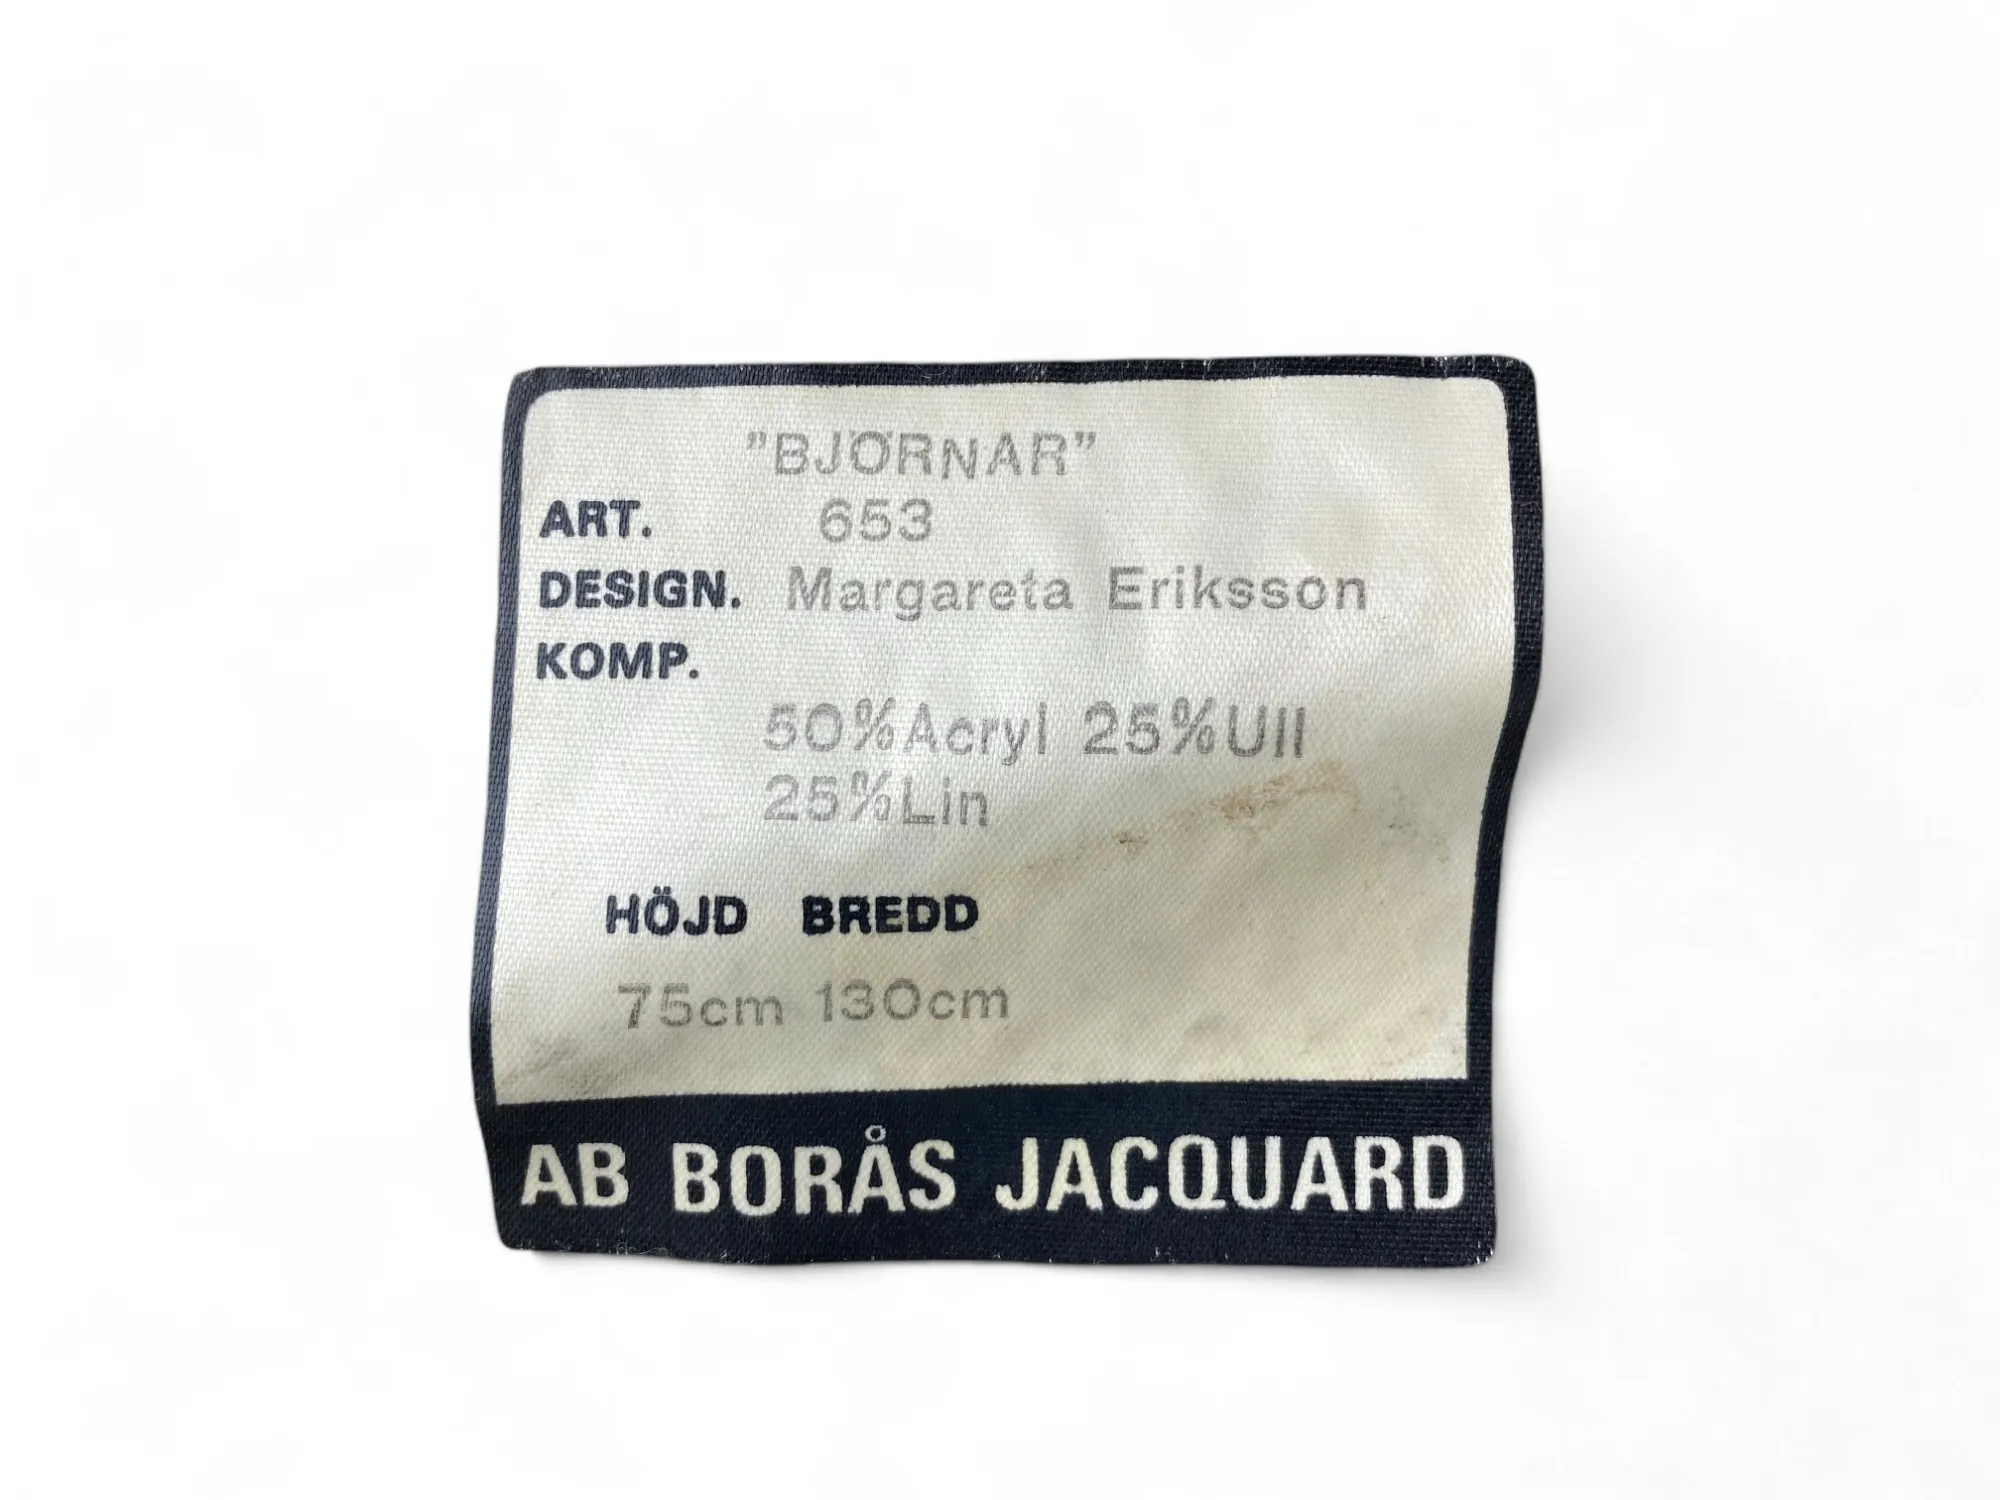 "BJÖRNAR"
ART. 653
DESIGN. Margareta Eriksson
KOMP.
50%Acryl 25%Ull
25%Lin
HÖJD BREDD
75cm 130cm
AB BORÅS JACQUARD